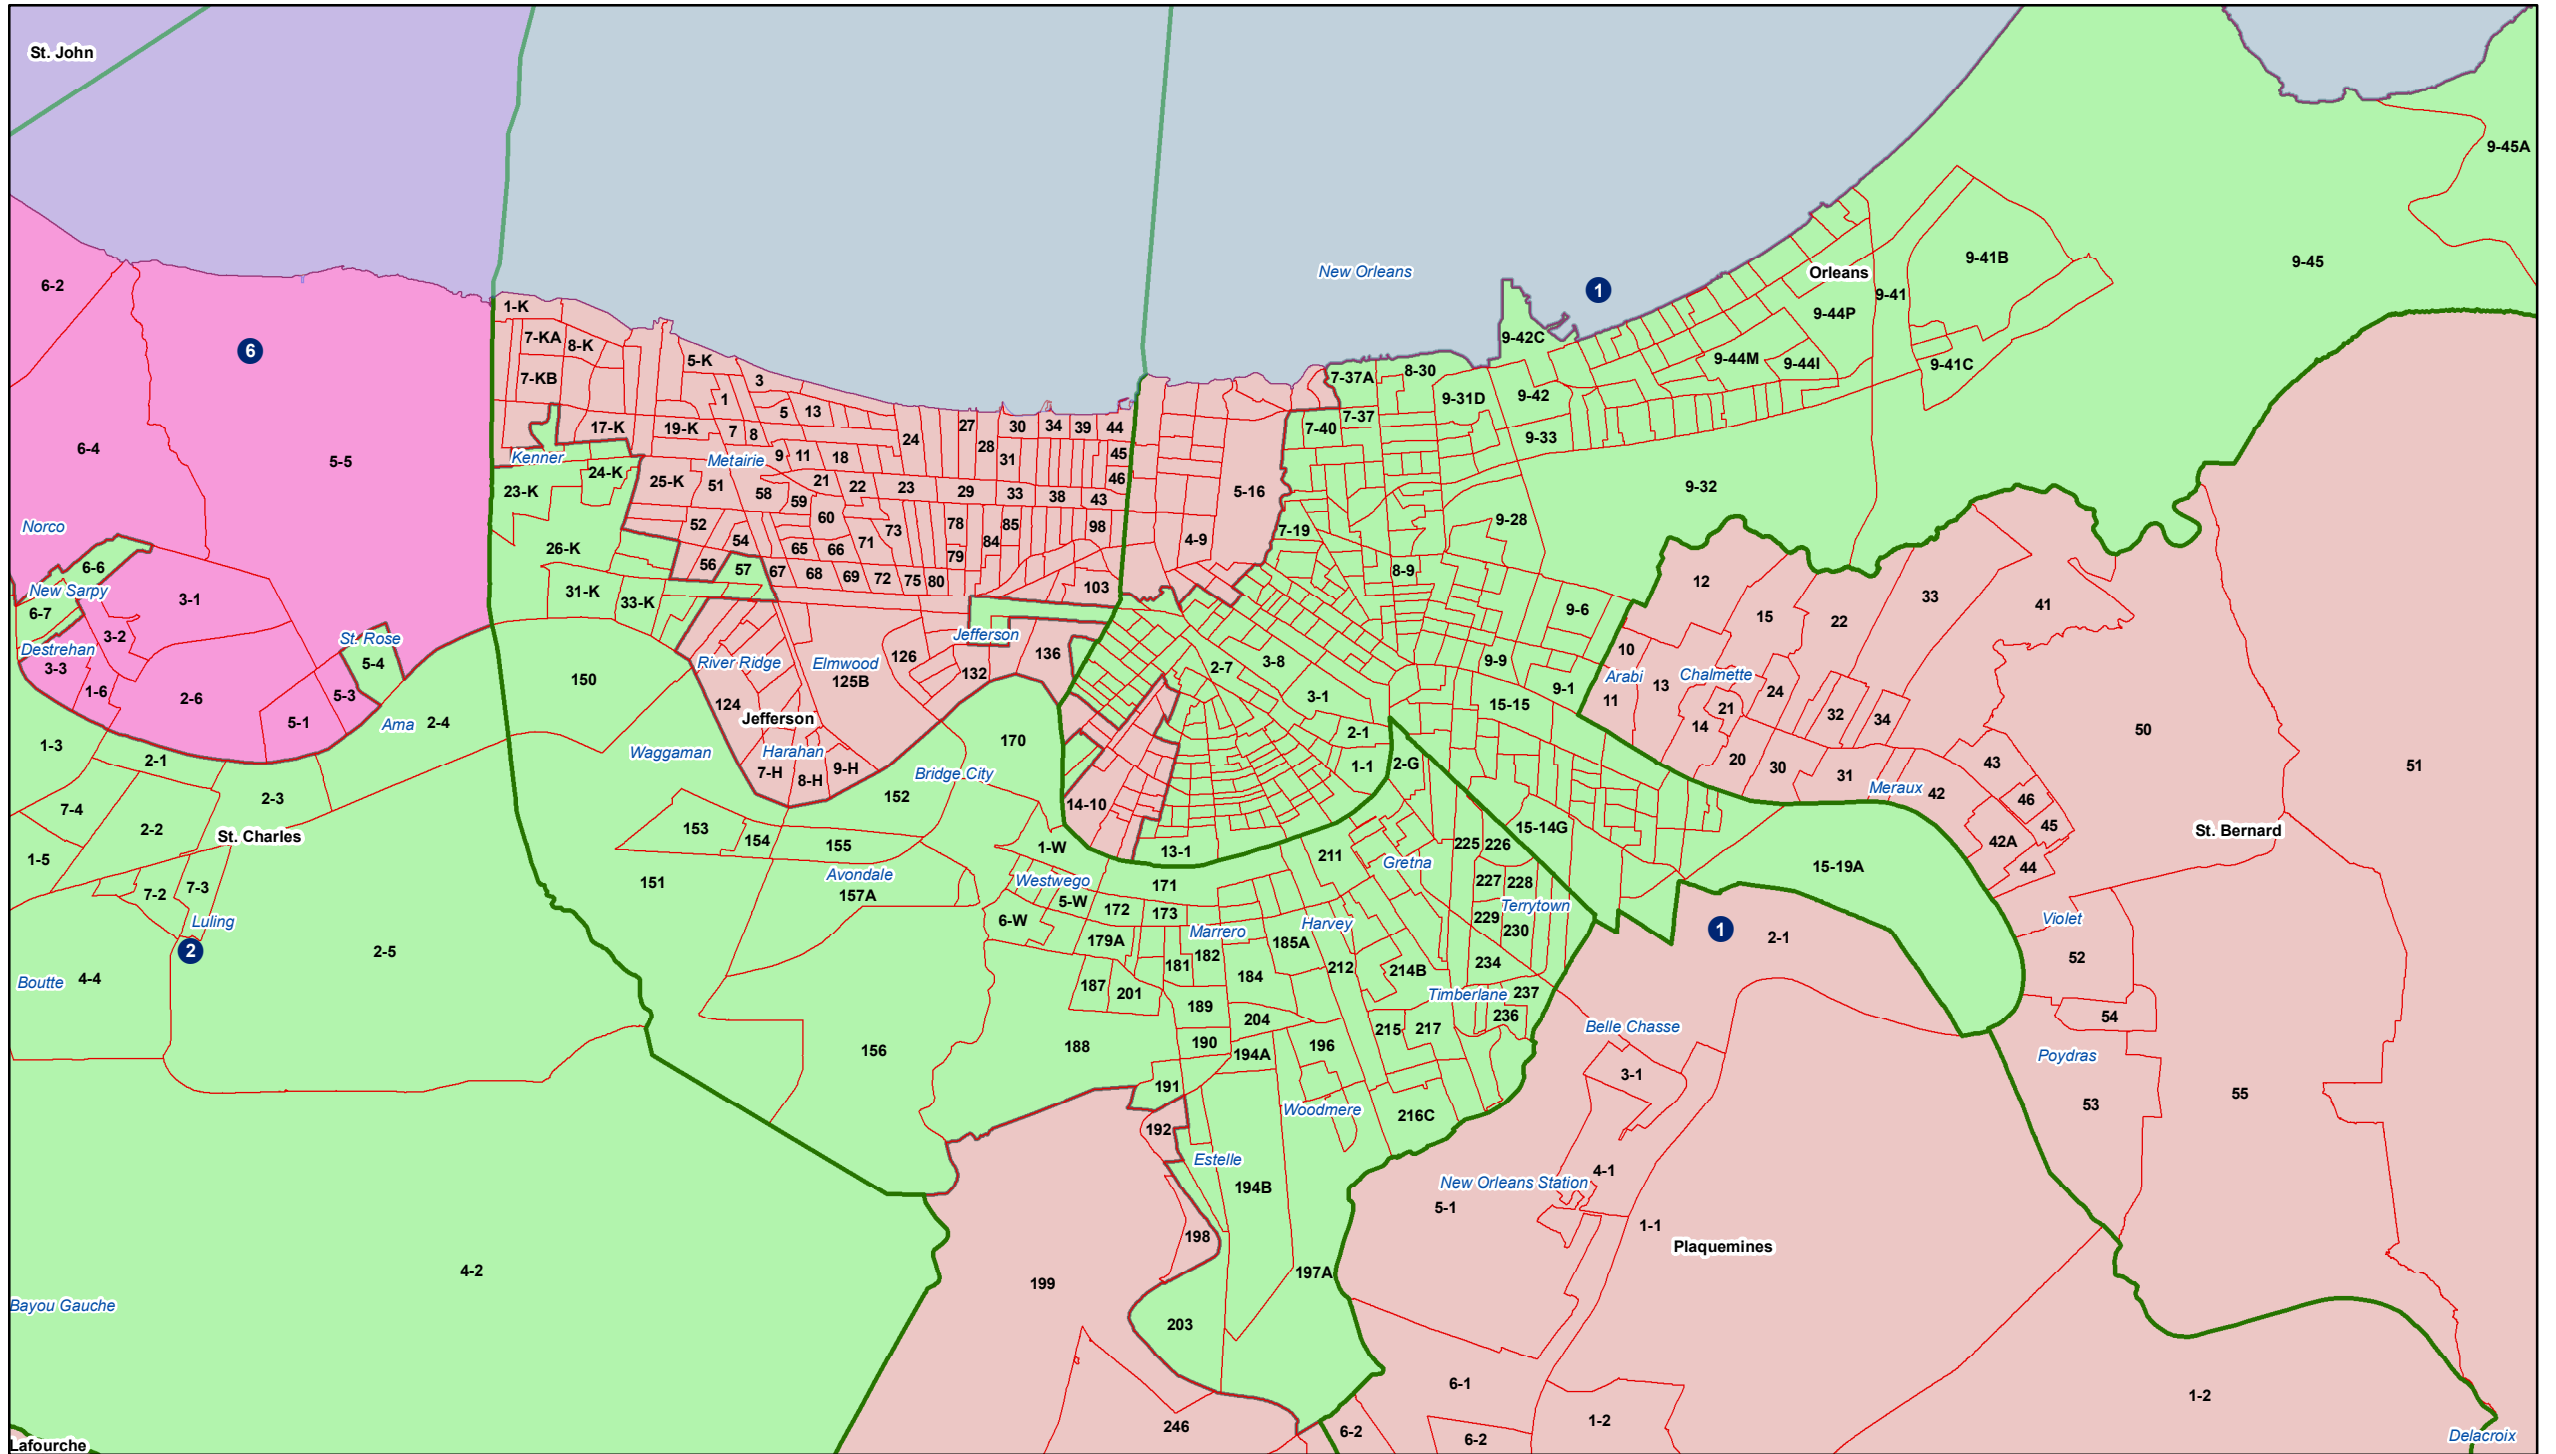 St. John
9-45A
9-41B
9-45
New Orleans
1
Orleans
6-2
9-41
1-K
9-44P
7-KA
8-K
9-42C
6
5-K
9-44M
9-44I
9-41C
7-KB
3
7-37A
8-30
9-42
1
5
13
9-31D
7-37
17-K
19-K
7
8
24
27
30
34
39
44
7-40
9-33
6-4
5-5
Kenner
Metairie
9
11
18
28
31
45
24-K
23-K
25-K
51
58
59
21
22
23
29
33
38
43
46
5-16
9-32
Norco
52
60
73
78
85
98
7-19
9-28
26-K
54
65
66
71
79
84
4-9
6-6
56
57
67
68
69
72
75
80
103
8-9
12
New Sarpy
3-1
31-K
33-K
9-6
15
22
33
41
6-7
3-2
St. Rose
Jefferson
10
Destrehan
3-3
5-4
River Ridge
Elmwood
126
136
2-7
3-8
9-9
Arabi
Chalmette
1-6
2-6
5-3
150
125B
132
3-1
9-1
11
13
24
5-1
Ama
2-4
124
Jefferson
15-15
14
21
32
34
50
1-3
2-1
Waggaman
Harahan
170
2-1
20
30
43
51
7-H
8-H
9-H
Bridge City
1-1
2-G
31
Meraux
42
7-4
2-3
152
14-10
46
2-2
St. Charles
153
154
155
1-W
13-1
15-14G
45
St. Bernard
1-5
151
Avondale
157A
Westwego
171
211
Gretna
225
226
42A
44
15-19A
7-2
7-3
5-W
172
173
227
228
Terrytown
Luling
6-W
Marrero
Harvey
229
230
Violet
2
2-5
179A
182
185A
1
2-1
52
Boutte
4-4
181
184
212
214B
234
187
201
189
Timberlane
237
54
204
236
Belle Chasse
156
188
190
194A
196
215
217
Poydras
191
3-1
53
55
Woodmere
216C
192
Estelle
194B
4-1
New Orleans Station
5-1
198
1-1
Plaquemines
4-2
199
197A
Bayou Gauche
203
6-1
1-2
246
6-2
6-2
1-2
Lafourche
Delacroix